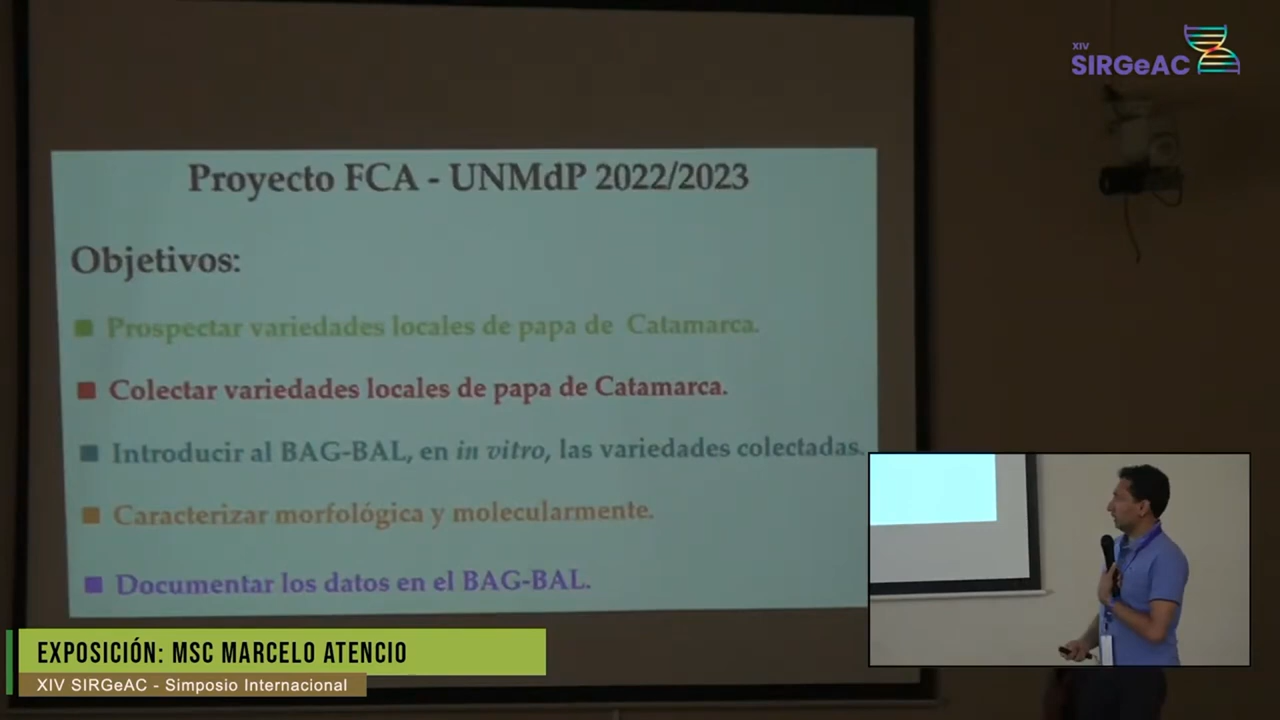 XIV
SIRGeAC
Proyecto FCA - UNMdP 2022/2023
Objetivos:
Prospectar variedades locales de papa de Catamarca.
Colectar variedades locales de papa de Catamarca.
Introducir al BAG-BAL, en in vitro, las variedades colectadas.
Caracterizar morfológica y molecularmente.
Documentar los datos en el BAG-BAL.
EXPOSICIÓN: MSC MARCELO ATENCIO
XIV SIRGeAC - Simposio Internacional